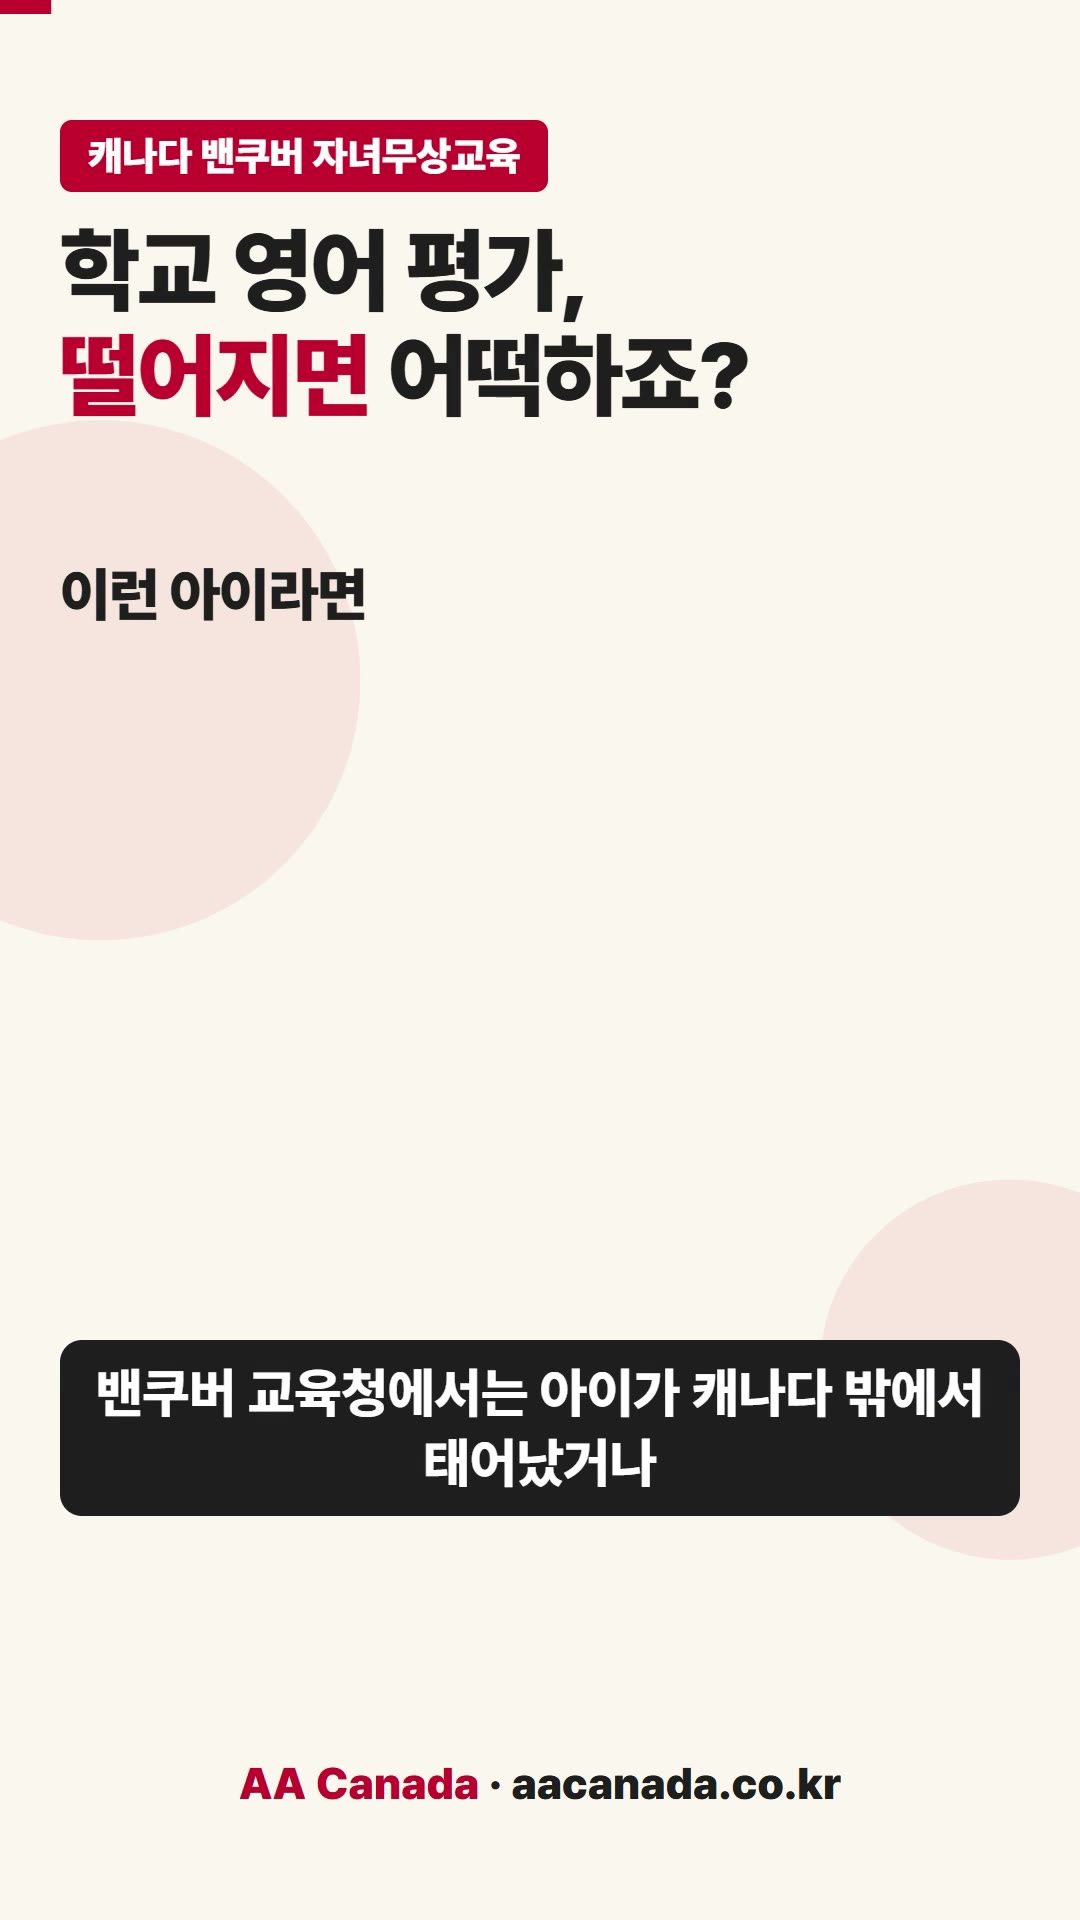 캐나다 밴쿠버 자녀무상교육
학교 영어 평가,
떨어지면 어떡하죠?
이런 아이라면
밴쿠버 교육청에서는 아이가 캐나다 밖에서
태어났거나
AA Canada · aacanada.co.kr